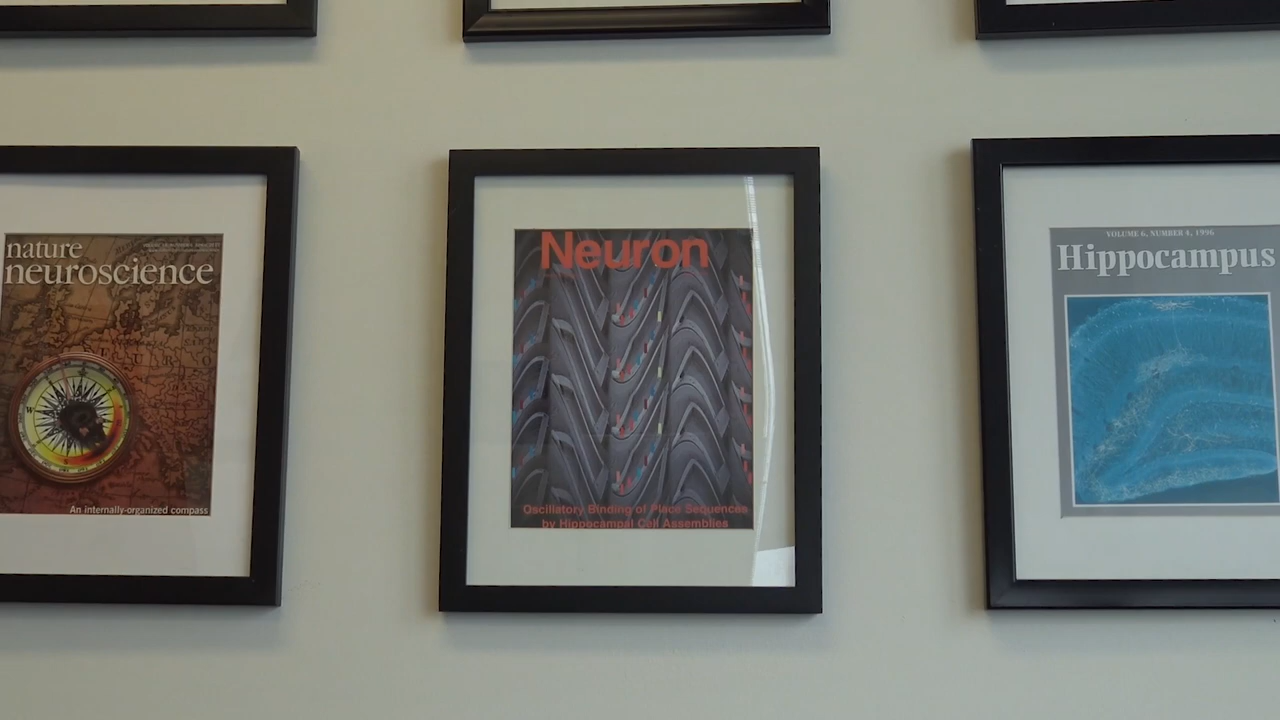 nature
neuroscience
An internally-organized compass
Neuron
Oscillatory Binding of Place Sequences
by Hippocampal Cell Assemblies
VOLUME 6, NUMBER 4, 1996
Hippocampus